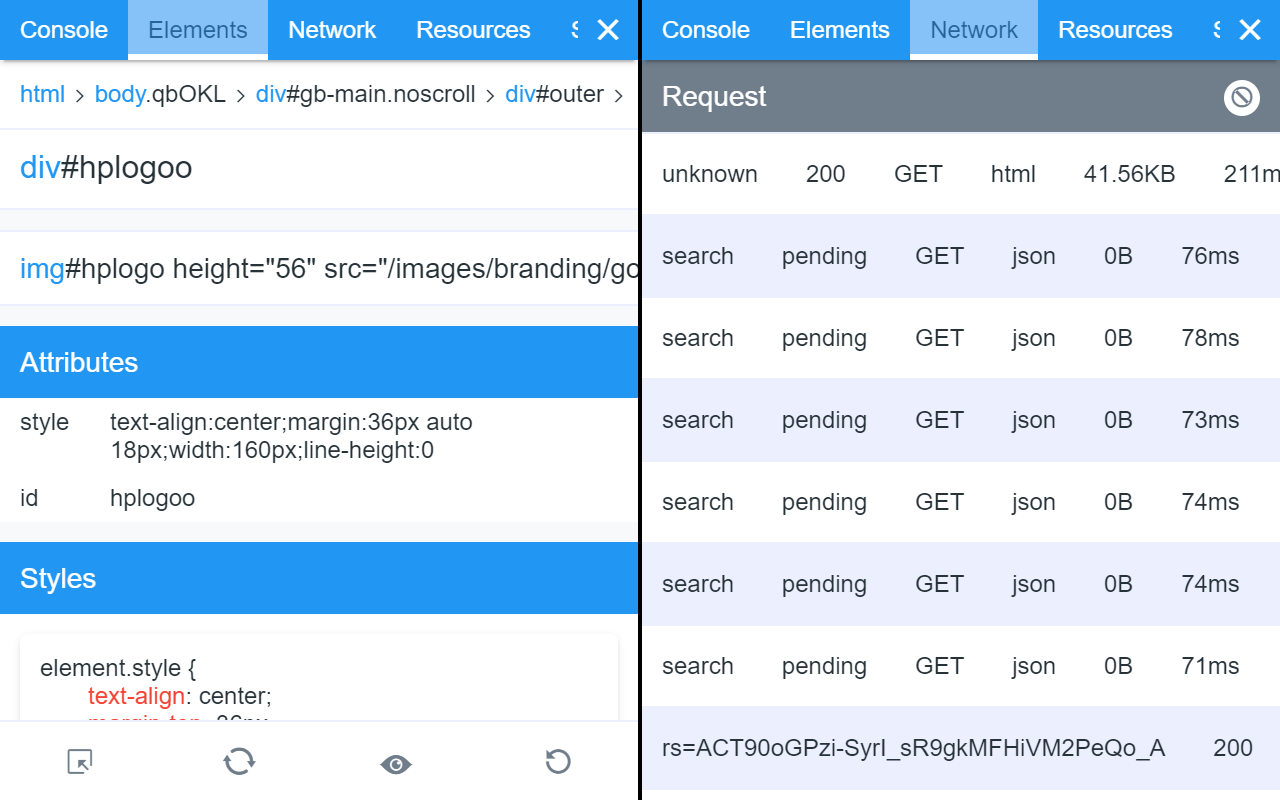 Console Elements Network Resources
html > body.qbOKL > div#gb-main.noscroll > div#outer >
div#hplogoo
img#hplogo height="56" src="/images/branding/go
Attributes
style text-align:center;margin:36px auto
18px;width:160px;line-height:0
id hplogoo
Styles
element.style {
text-align: center;
Console Elements Network Resources
Request
unknown 200 GET html 41.56KB 211m
search pending GET json 0B 76ms
search pending GET json 0B 78ms
search pending GET json 0B 73ms
search pending GET json 0B 74ms
search pending GET json 0B 74ms
search pending GET json 0B 71ms
rs=ACT90oGPzi-SyrI_sR9gkMFHiVM2PeQo_A 200